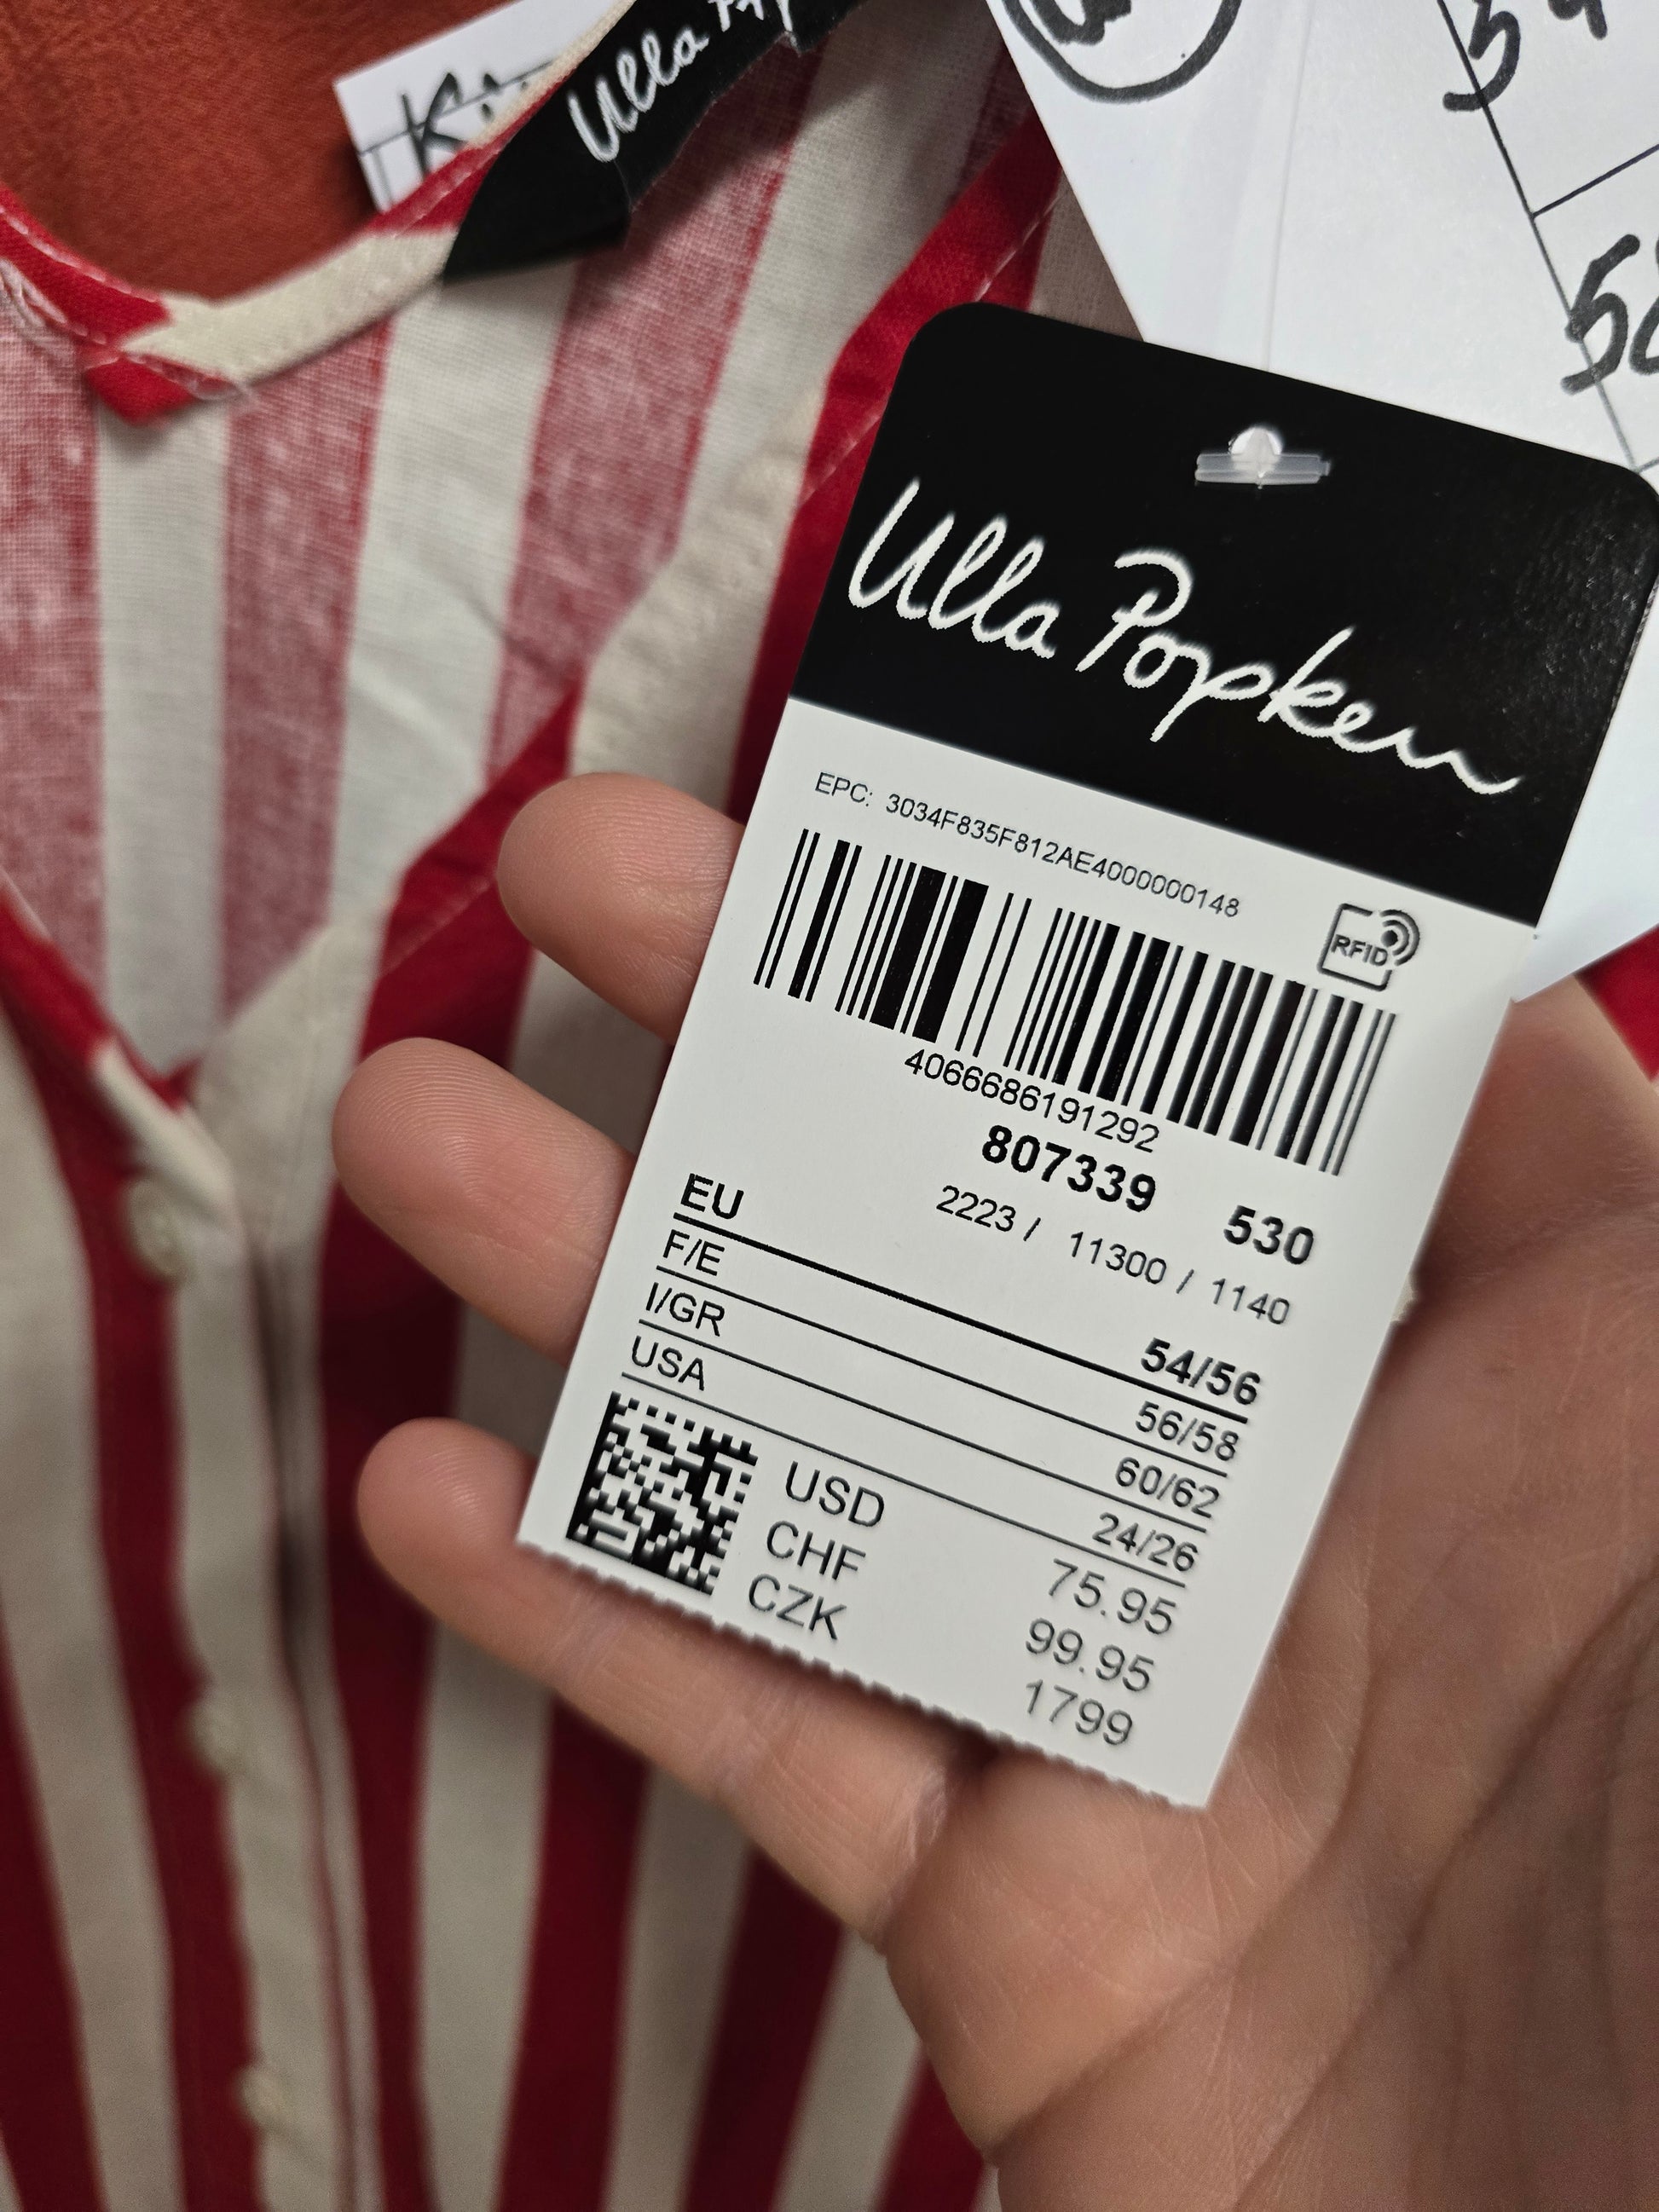 Ulla
Ulla Popken
EPC: 3034F835F812AE4000000148
RFID
4066686191292
807339 530
2223 / 11300 / 1140
EU 54/56
F/E 56/58
I/GR 60/62
USA 24/26
USD 75.95
CHF 99.95
CZK 1799